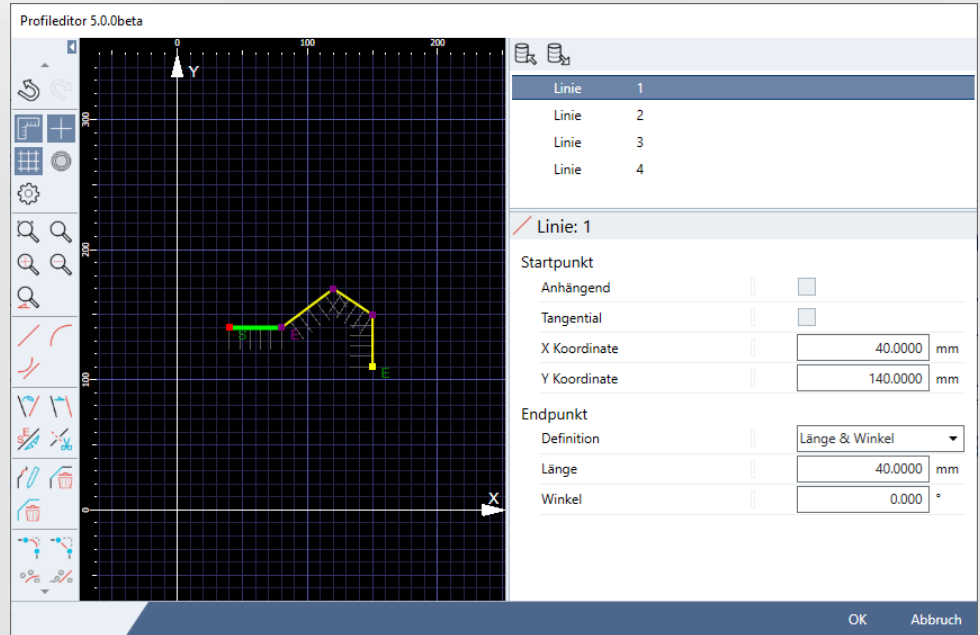 Profileditor 5.0.0beta
0 100 200
Y
300
200
100
0
S E
E
X
Linie 1
Linie 2
Linie 3
Linie 4
Linie: 1
Startpunkt
Anhängend
Tangential
X Koordinate 40.0000 mm
Y Koordinate 140.0000 mm
Endpunkt
Definition Länge & Winkel
Länge 40.0000 mm
Winkel 0.000 °
OK Abbruch